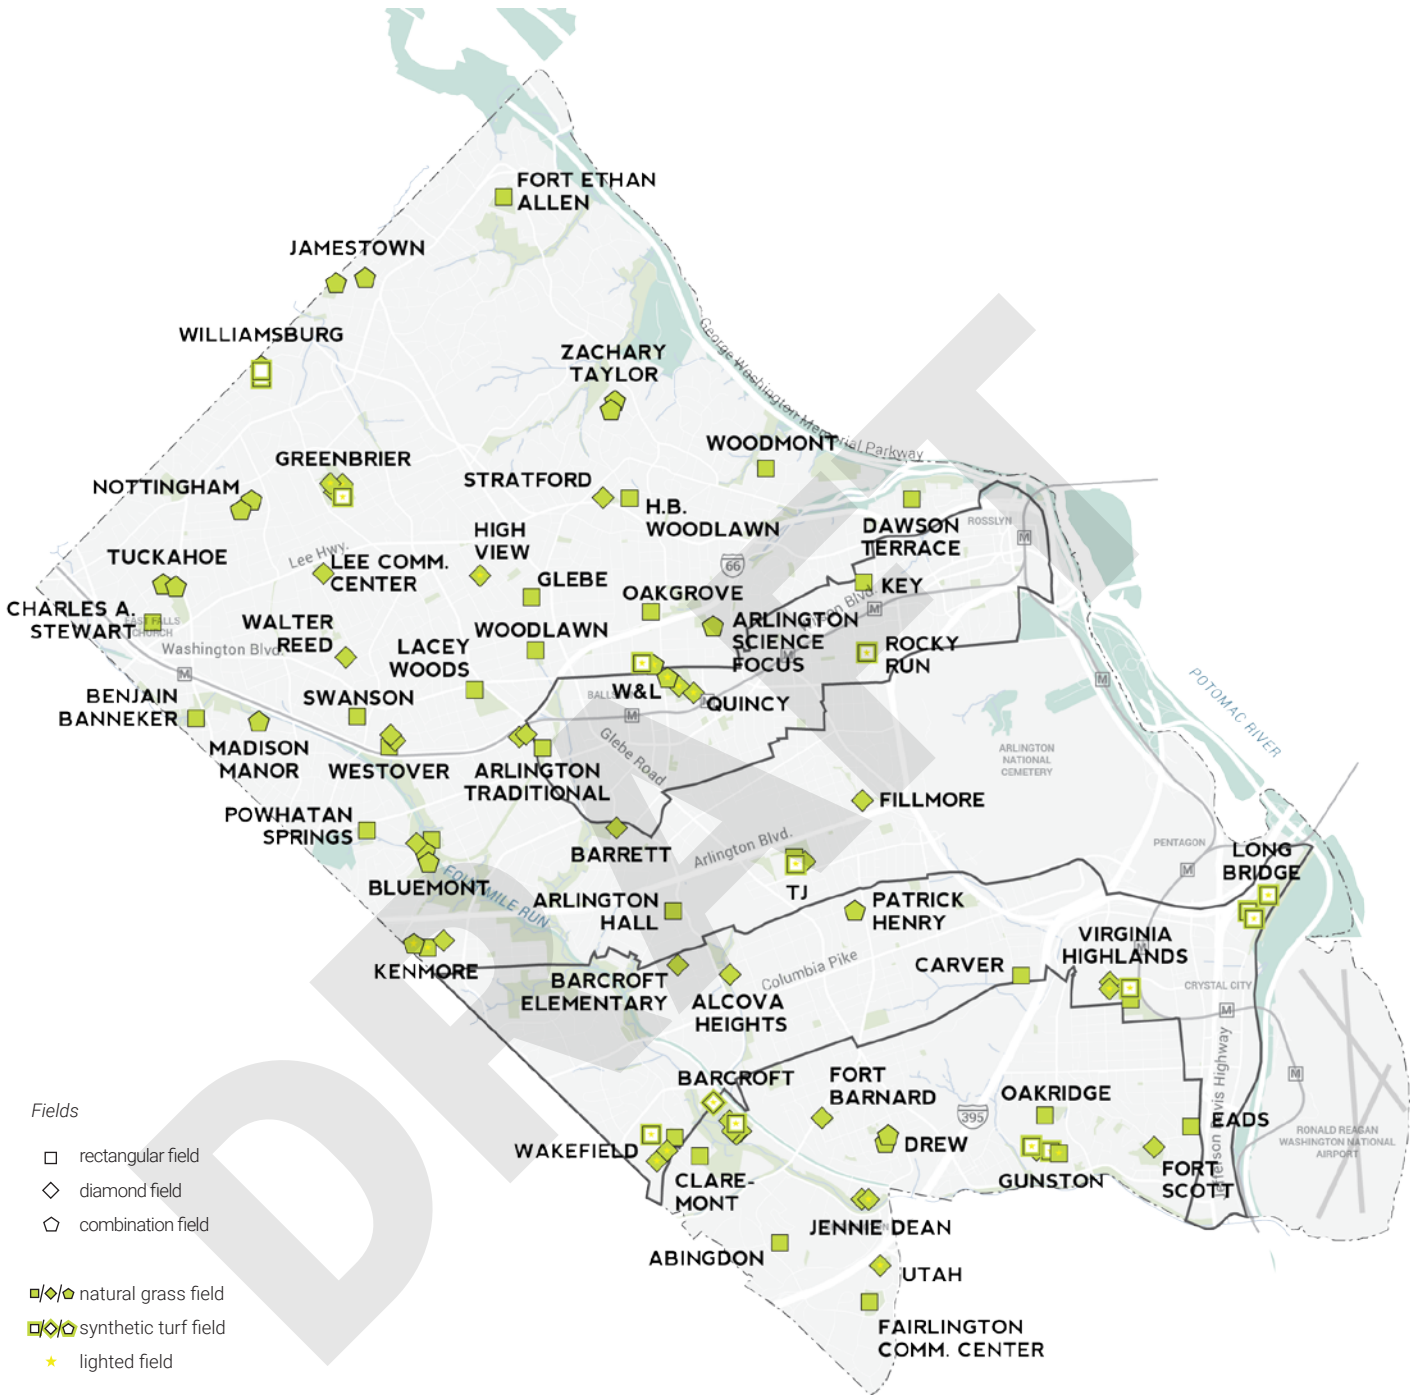 FORT ETHAN
ALLEN
JAMESTOWN
WILLIAMSBURG
ZACHARY
TAYLOR
George Washington Memorial Parkway
WOODMONT
GREENBRIER
NOTTINGHAM
STRATFORD
H.B.
WOODLAWN
DAWSON
TERRACE
ROSSLYN
M
HIGH
VIEW
TUCKAHOE
Lee Hwy.
LEE COMM.
CENTER
66
GLEBE
OAKGROVE
KEY
Wilson Blvd.
M
CHARLES A.
STEWART
EAST FALLS
CHURCH
WALTER
REED
Washington Blvd.
WOODLAWN
LACEY
WOODS
ARLINGTON
SCIENCE
FOCUS
M
ROCKY
RUN
M
M
POTOMAC RIVER
BENJAIN
BANNEKER
SWANSON
W&L
QUINCY
M
M
MADISON
MANOR
WESTOVER
ARLINGTON
TRADITIONAL
Glebe Road
ARLINGTON
NATIONAL
CEMETERY
POWHATAN
SPRINGS
FILLMORE
BARRETT
Arlington Blvd.
PENTAGON
M
LONG
BRIDGE
BLUEMONT
FOUR MILE RUN
TJ
ARLINGTON
HALL
PATRICK
HENRY
VIRGINIA
HIGHLANDS
M
KENMORE
BARCROFT
ELEMENTARY
ALCOVA
HEIGHTS
Columbia Pike
CARVER
CRYSTAL CITY
M
BARCROFT
FORT
BARNARD
395
OAKRIDGE
M
Jefferson Davis Highway
EADS
WAKEFIELD
DREW
GUNSTON
FORT
SCOTT
RONALD REAGAN
WASHINGTON NATIONAL
AIRPORT
CLARE-
MONT
JENNIE DEAN
ABINGDON
UTAH
FAIRLINGTON
COMM. CENTER
Fields
rectangular field
diamond field
combination field
natural grass field
synthetic turf field
lighted field
DRAFT